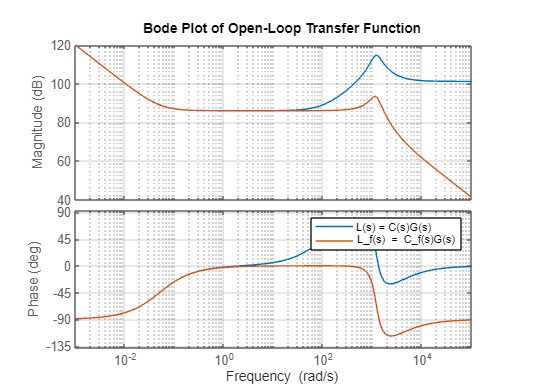 Bode Plot of Open-Loop Transfer Function
Magnitude (dB)
120
100
80
60
40
Phase (deg)
90
45
0
-45
-90
-135
L(s) = C(s)G(s)
L_f(s) = C_f(s)G(s)
10^-2
10^0
10^2
10^4
Frequency (rad/s)